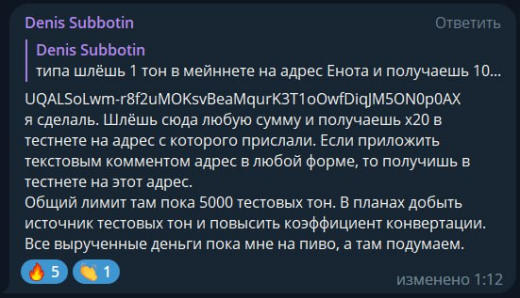 Denis Subbotin
Ответить
Denis Subbotin
типа шлёшь 1 тон в мейннете на адрес Енота и получаешь 10...
UQALSoLwm-r8f2uMOKsvBeaMqurK3T1oOwfDiqJM5ON0p0AX
я сделаль. Шлёшь сюда любую сумму и получаешь x20 в
тестнете на адрес с которого прислали. Если приложить
текстовым комментом адрес в любой форме, то получишь в
тестнете на этот адрес.
Общий лимит там пока 5000 тестовых тон. В планах добыть
источник тестовых тон и повысить коэффициент конвертации.
Все вырученные деньги пока мне на пиво, а там подумаем.
🔥 5 👏 1
изменено 1:12